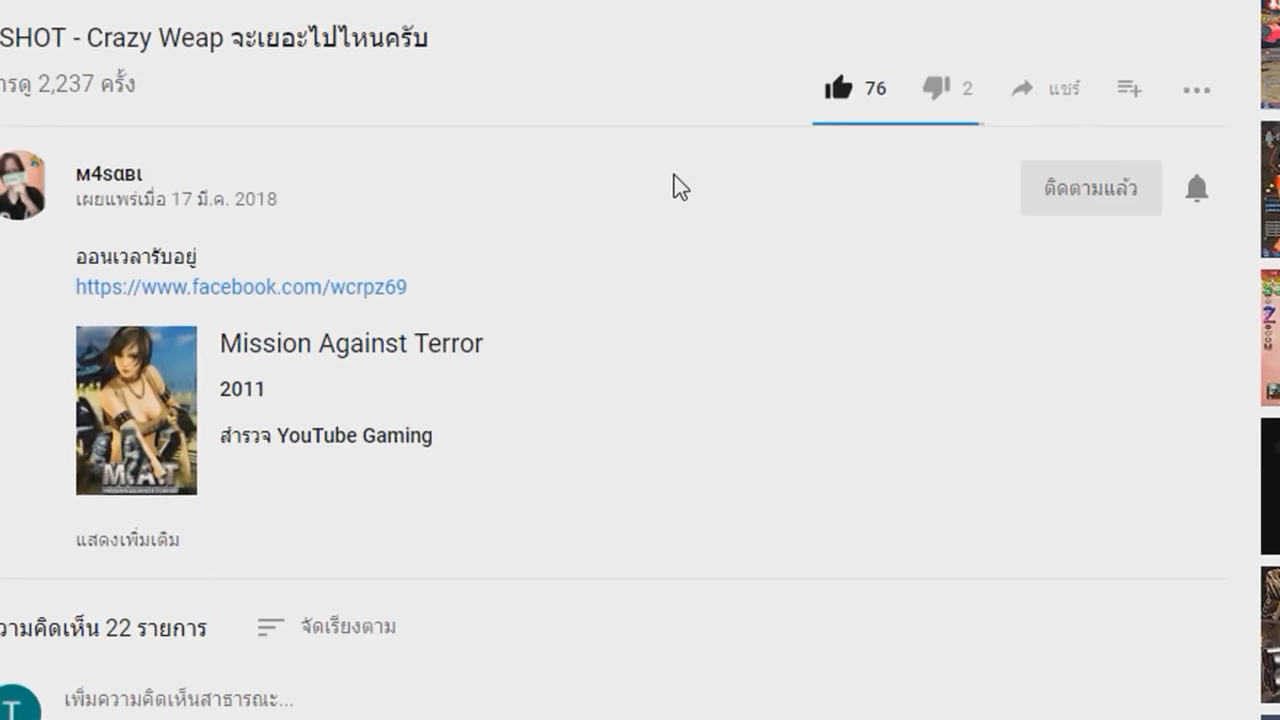 SHOT - Crazy Weap จะเยอะไปไหนครับ
ารดู 2,237 ครั้ง
76
2
แชร์
ᴍ4sɑʙι
เผยแพร่เมื่อ 17 มี.ค. 2018
ติดตามแล้ว
ออนเวลารับอยู่
https://www.facebook.com/wcrpz69
Mission Against Terror
2011
สำรวจ YouTube Gaming
M.A.T
แสดงเพิ่มเติม
วามคิดเห็น 22 รายการ
จัดเรียงตาม
เพิ่มความคิดเห็นสาธารณะ...
T